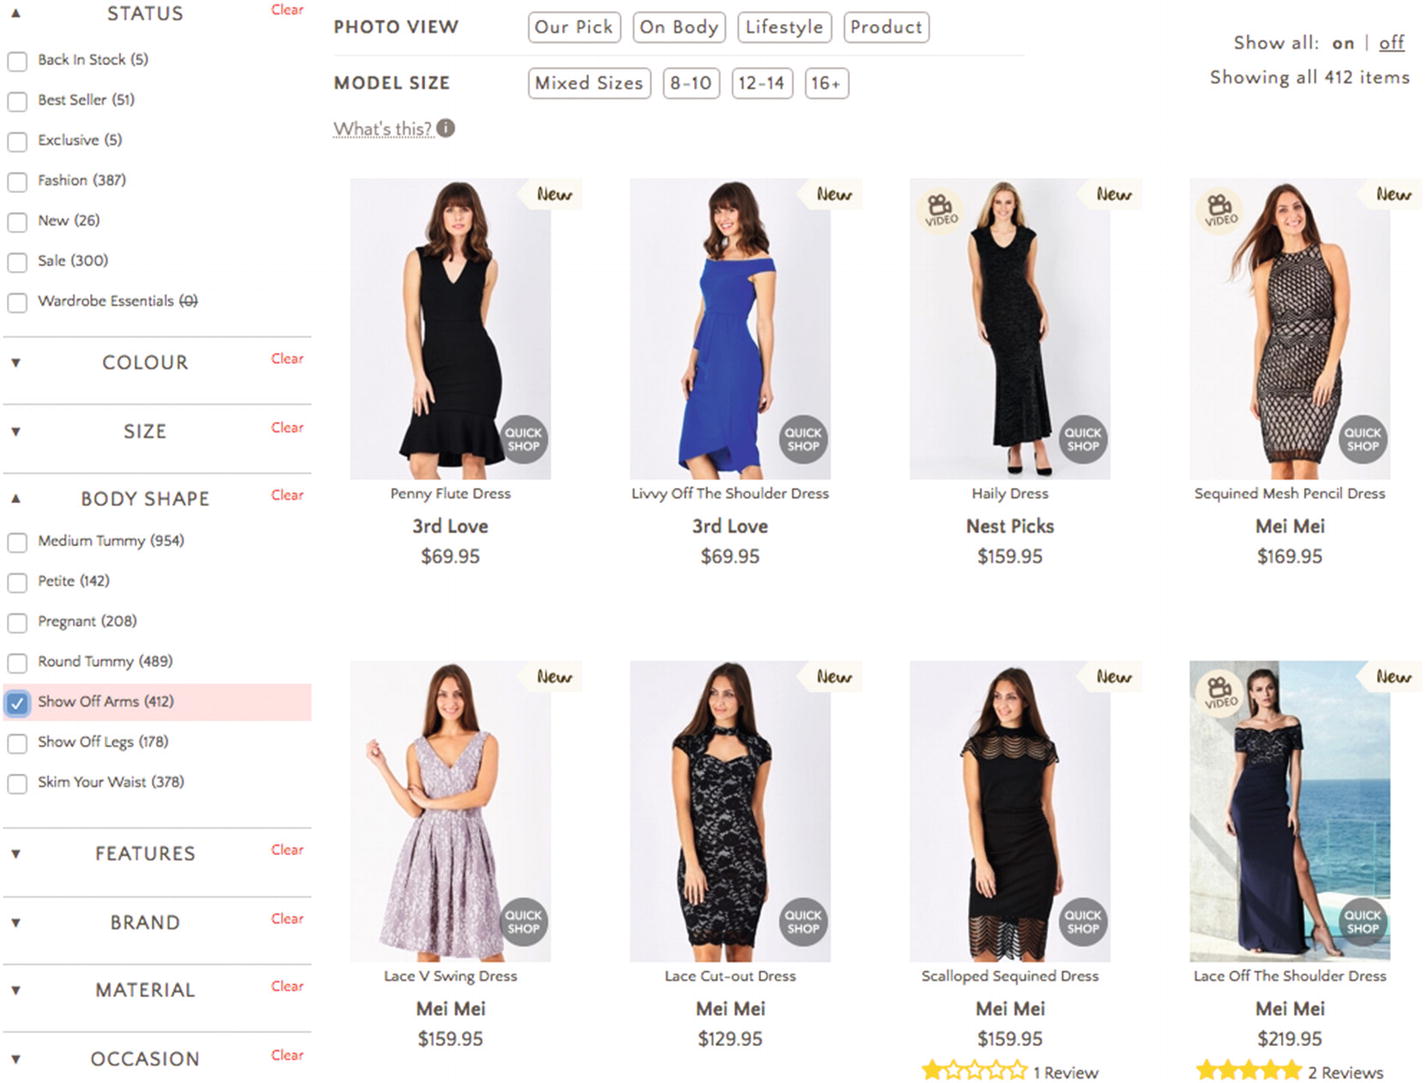 STATUS
Clear
Back In Stock (5)
Best Seller (51)
Exclusive (5)
Fashion (387)
New (26)
Sale (300)
Wardrobe Essentials (0)
COLOUR
Clear
SIZE
Clear
BODY SHAPE
Clear
Medium Tummy (954)
Petite (142)
Pregnant (208)
Round Tummy (489)
Show Off Arms (412)
Show Off Legs (178)
Skim Your Waist (378)
FEATURES
Clear
BRAND
Clear
MATERIAL
Clear
OCCASION
Clear
PHOTO VIEW
Our Pick
On Body
Lifestyle
Product
MODEL SIZE
Mixed Sizes
8-10
12-14
16+
What's this? i
Show all: on | off
Showing all 412 items
New
QUICK
SHOP
Penny Flute Dress
3rd Love
$69.95
New
QUICK
SHOP
Livvy Off The Shoulder Dress
3rd Love
$69.95
VIDEO
New
QUICK
SHOP
Haily Dress
Nest Picks
$159.95
VIDEO
New
QUICK
SHOP
Sequined Mesh Pencil Dress
Mei Mei
$169.95
New
QUICK
SHOP
Lace V Swing Dress
Mei Mei
$159.95
New
QUICK
SHOP
Lace Cut-out Dress
Mei Mei
$129.95
New
QUICK
SHOP
Scalloped Sequined Dress
Mei Mei
$159.95
1 Review
VIDEO
New
QUICK
SHOP
Lace Off The Shoulder Dress
Mei Mei
$219.95
2 Reviews